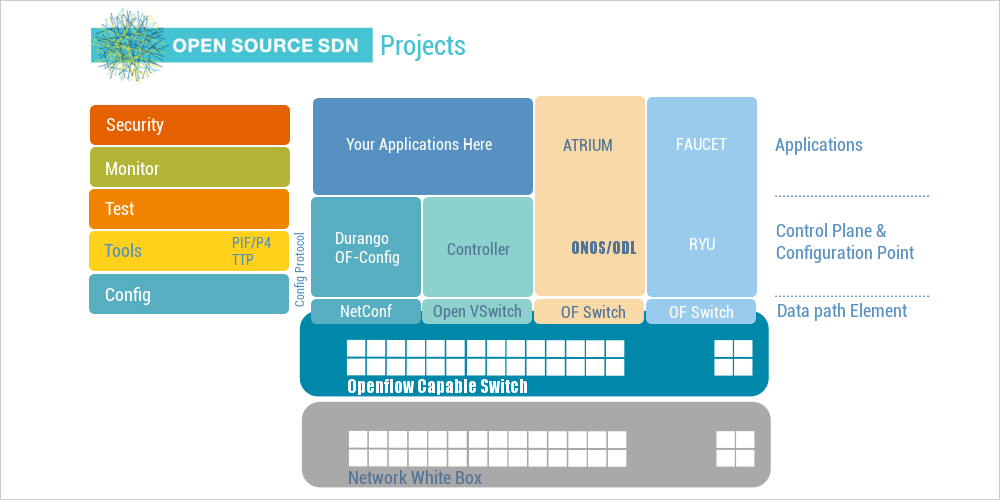 OPEN SOURCE SDN Projects
Security
Monitor
Test
Tools
PIF/P4
TTP
Config
Config Protocol
Your Applications Here
ATRIUM
FAUCET
Applications
Durango
OF-Config
Controller
ONOS/ODL
RYU
Control Plane &
Configuration Point
NetConf
Open VSwitch
OF Switch
OF Switch
Data path Element
Openflow Capable Switch
Network White Box